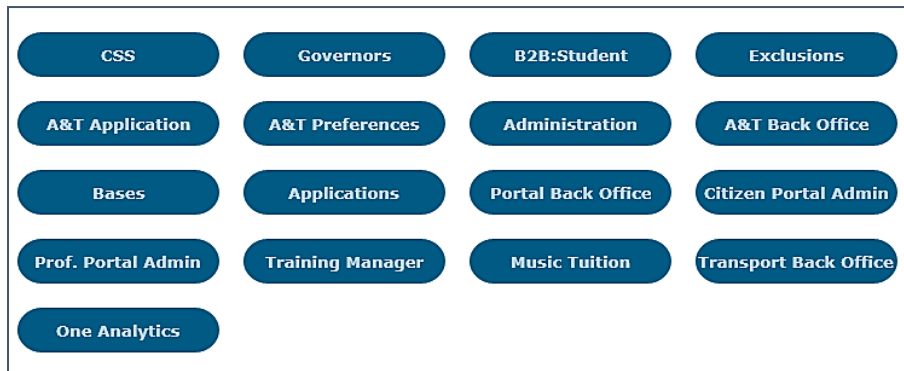 CSS
Governors
B2B:Student
Exclusions
A&T Application
A&T Preferences
Administration
A&T Back Office
Bases
Applications
Portal Back Office
Citizen Portal Admin
Prof. Portal Admin
Training Manager
Music Tuition
Transport Back Office
One Analytics